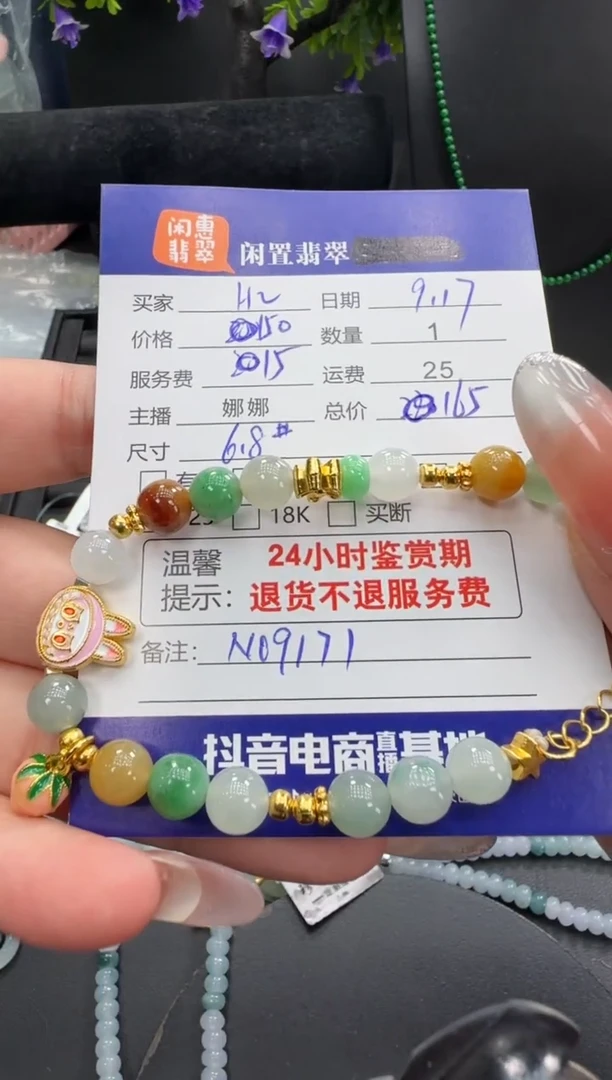 闲惠
翡翠
闲置翡翠
买家 H2 日期 9.17
价格 150 数量 1
服务费 15 运费 25
主播 娜娜 总价 165
尺寸 6.8#
18K 买断
温馨 24小时鉴赏期
提示: 退货不退服务费
备注: N09171
抖音电商直播基地